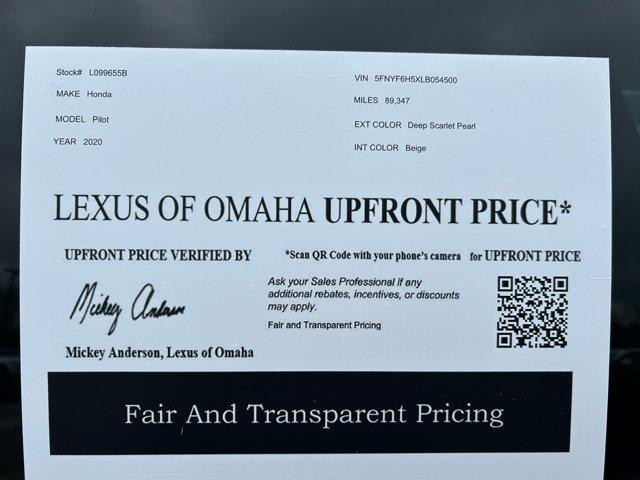 Stock# L099655B
MAKE Honda
MODEL Pilot
YEAR 2020
VIN 5FNYF6H5XLB054500
MILES 89,347
EXT COLOR Deep Scarlet Pearl
INT COLOR Beige
LEXUS OF OMAHA UPFRONT PRICE*
UPFRONT PRICE VERIFIED BY
*Scan QR Code with your phone's camera for UPFRONT PRICE
Mickey Anderson
Ask your Sales Professional if any
additional rebates, incentives, or discounts
may apply.
Fair and Transparent Pricing
Mickey Anderson, Lexus of Omaha
Fair And Transparent Pricing